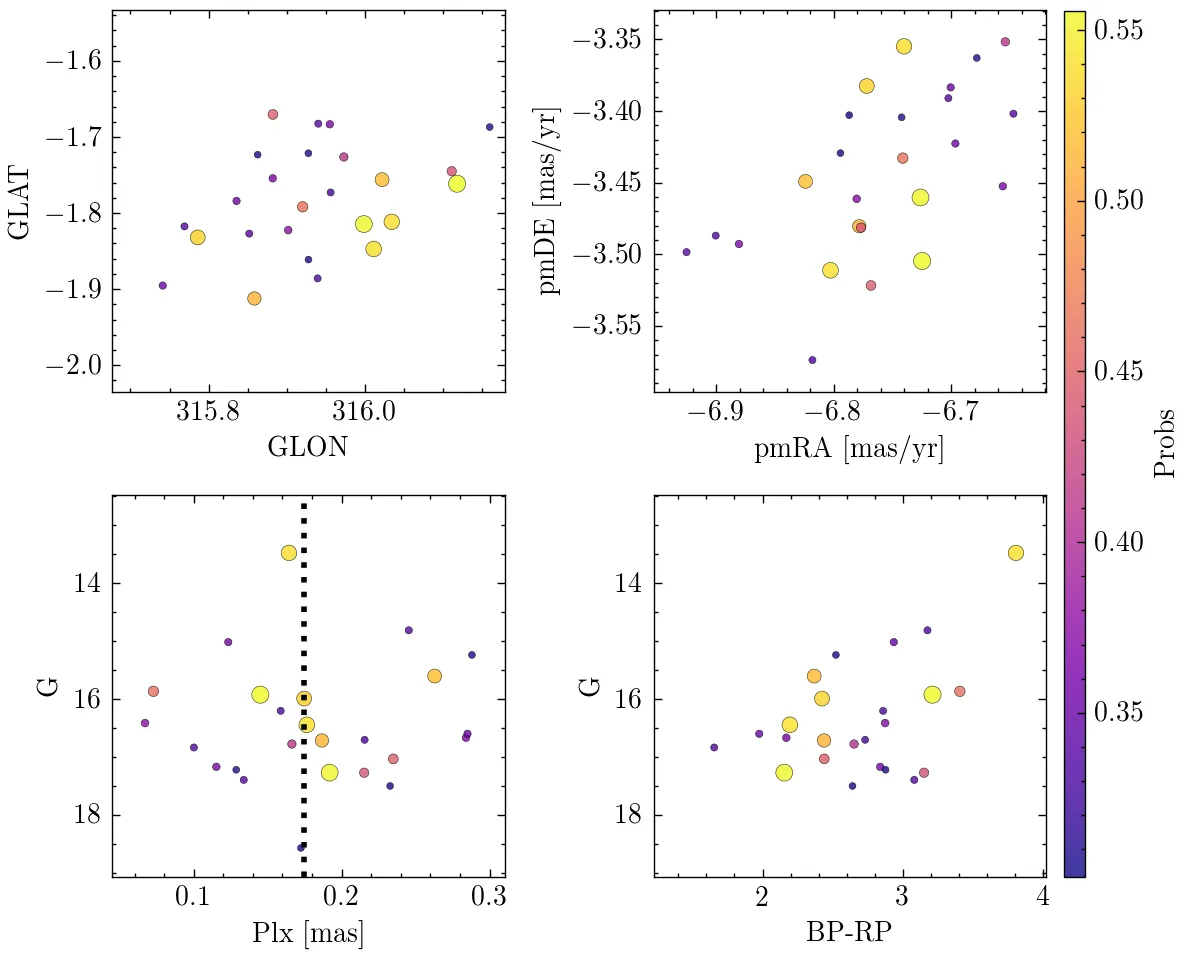 −1.6
−1.7
−1.8
−1.9
−2.0
GLAT
315.8 316.0
GLON
−3.35
−3.40
−3.45
−3.50
−3.55
pmDE [mas/yr]
−6.9 −6.8 −6.7
pmRA [mas/yr]
14
16
18
G
0.1 0.2 0.3
Plx [mas]
14
16
18
G
2 3 4
BP-RP
0.55
0.50
0.45
0.40
0.35
Probs